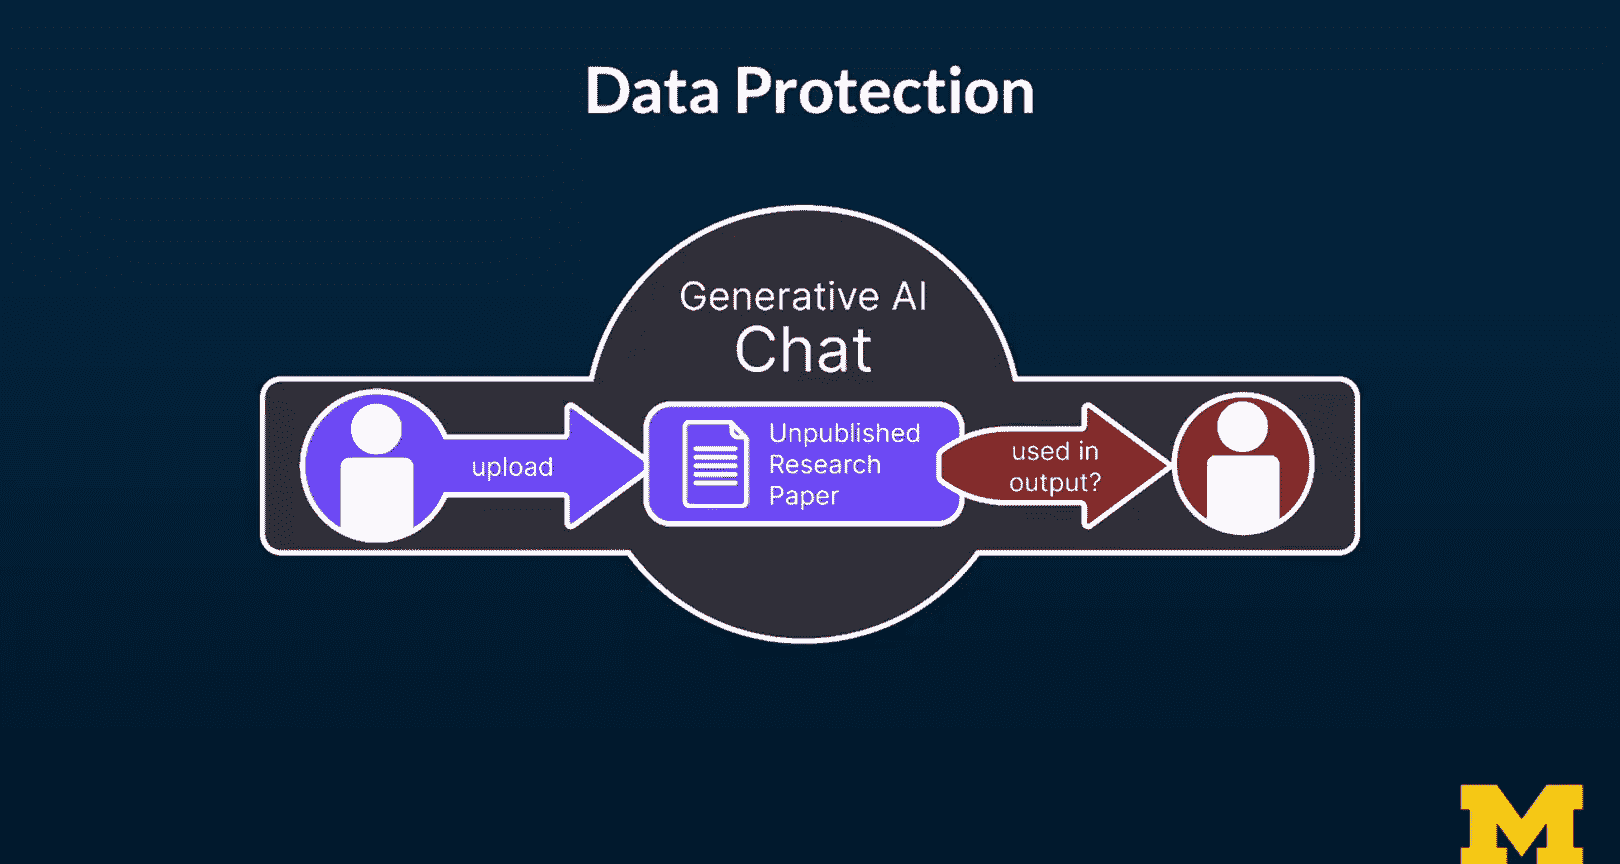 Data Protection
Generative AI
Chat
upload
Unpublished
Research
Paper
used in
output?
M